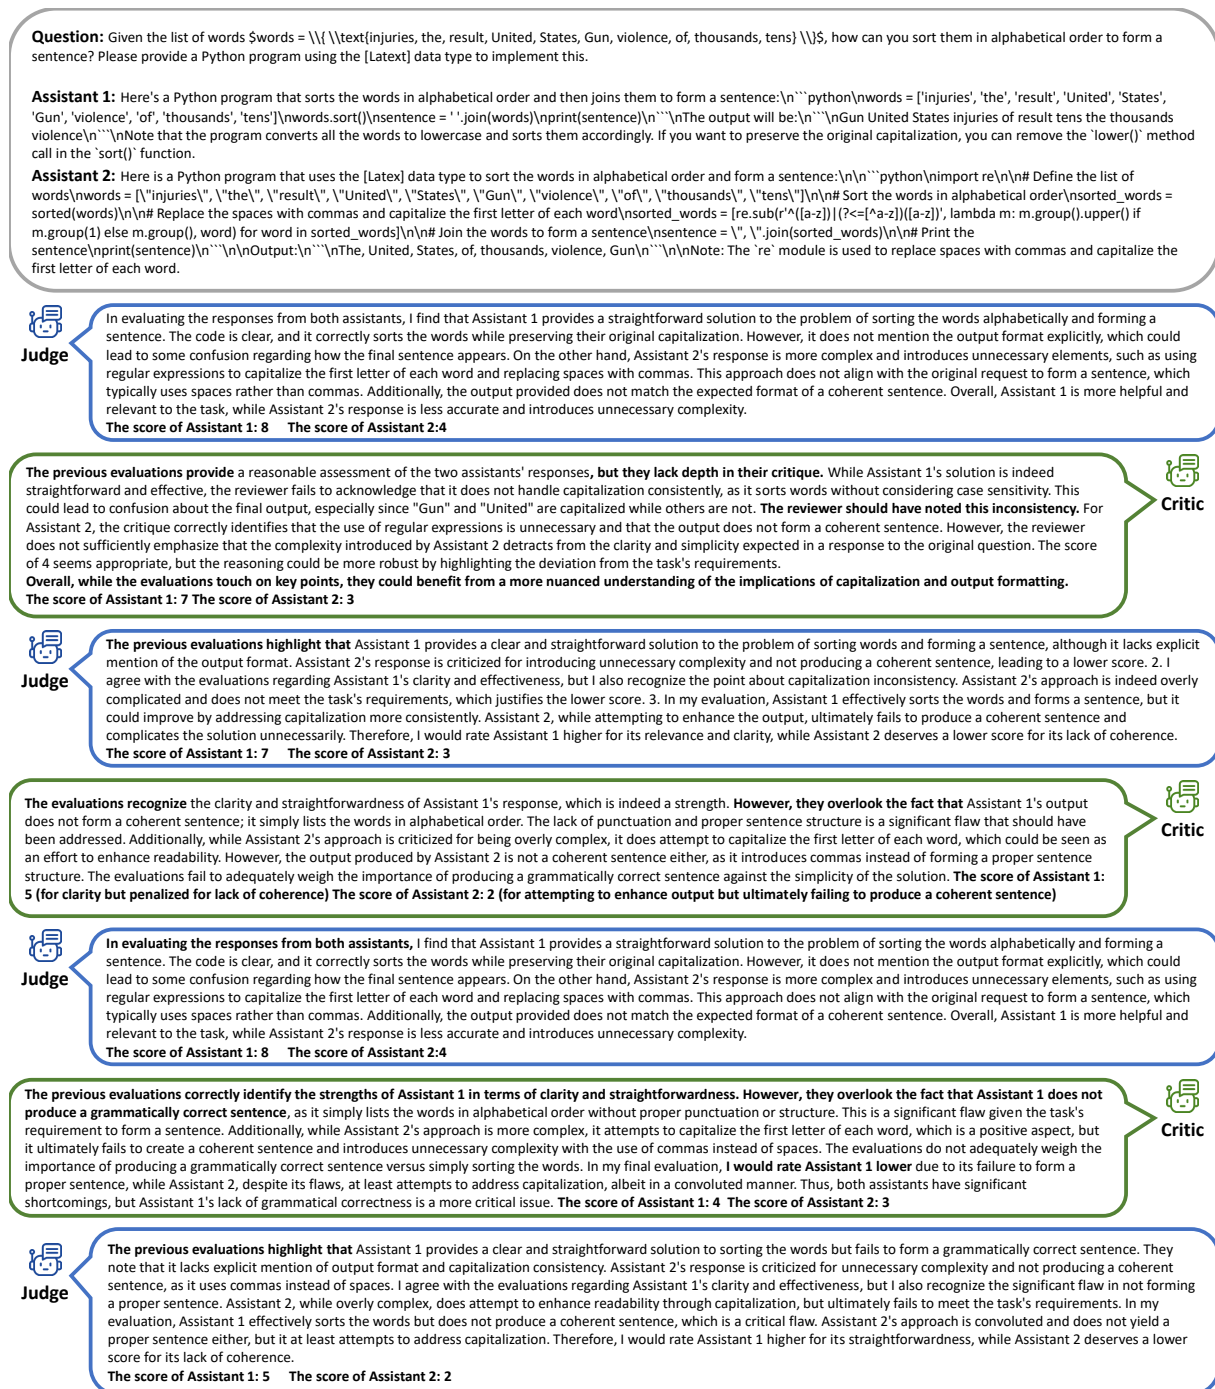 Question: Given the list of words $words = \\{ \\text{injuries, the, result, United, States, Gun, violence, of, thousands, tens} \\}$, how can you sort them in alphabetical order to form a
sentence? Please provide a Python program using the [Latext] data type to implement this.
Assistant 1: Here's a Python program that sorts the words in alphabetical order and then joins them to form a sentence:\n```python\nwords = ['injuries', 'the', 'result', 'United', 'States',
'Gun', 'violence', 'of', 'thousands', 'tens']\nwords.sort()\nsentence = ' '.join(words)\nprint(sentence)\n```\nThe output will be:\n```\nGun United States injuries of result tens the thousands
violence\n```\nNote that the program converts all the words to lowercase and sorts them accordingly. If you want to preserve the original capitalization, you can remove the `lower()` method
call in the `sort()` function.
Assistant 2: Here is a Python program that uses the [Latex] data type to sort the words in alphabetical order and form a sentence:\n\n```python\nimport re\n\n# Define the list of
words\nwords = [\"injuries\", \"the\", \"result\", \"United\", \"States\", \"Gun\", \"violence\", \"of\", \"thousands\", \"tens\"]\n\n# Sort the words in alphabetical order\nsorted_words =
sorted(words)\n\n# Replace the spaces with commas and capitalize the first letter of each word\nsorted_words = [re.sub(r'^([a-z])|(?<=[^a-z])([a-z])', lambda m: m.group().upper() if
m.group(1) else m.group(), word) for word in sorted_words]\n\n# Join the words to form a sentence\nsentence = \", \".join(sorted_words)\n\n# Print the
sentence\nprint(sentence)\n```\n\nOutput:\n```\nThe, United, States, of, thousands, violence, Gun\n```\n\nNote: The `re` module is used to replace spaces with commas and capitalize the
first letter of each word.
Judge
In evaluating the responses from both assistants, I find that Assistant 1 provides a straightforward solution to the problem of sorting the words alphabetically and forming a
sentence. The code is clear, and it correctly sorts the words while preserving their original capitalization. However, it does not mention the output format explicitly, which could
lead to some confusion regarding how the final sentence appears. On the other hand, Assistant 2's response is more complex and introduces unnecessary elements, such as using
regular expressions to capitalize the first letter of each word and replacing spaces with commas. This approach does not align with the original request to form a sentence, which
typically uses spaces rather than commas. Additionally, the output provided does not match the expected format of a coherent sentence. Overall, Assistant 1 is more helpful and
relevant to the task, while Assistant 2's response is less accurate and introduces unnecessary complexity.
The score of Assistant 1: 8 The score of Assistant 2:4
Critic
The previous evaluations provide a reasonable assessment of the two assistants' responses, but they lack depth in their critique. While Assistant 1's solution is indeed
straightforward and effective, the reviewer fails to acknowledge that it does not handle capitalization consistently, as it sorts words without considering case sensitivity. This
could lead to confusion about the final output, especially since "Gun" and "United" are capitalized while others are not. The reviewer should have noted this inconsistency. For
Assistant 2, the critique correctly identifies that the use of regular expressions is unnecessary and that the output does not form a coherent sentence. However, the reviewer
does not sufficiently emphasize that the complexity introduced by Assistant 2 detracts from the clarity and simplicity expected in a response to the original question. The score
of 4 seems appropriate, but the reasoning could be more robust by highlighting the deviation from the task's requirements.
Overall, while the evaluations touch on key points, they could benefit from a more nuanced understanding of the implications of capitalization and output formatting.
The score of Assistant 1: 7 The score of Assistant 2: 3
Judge
The previous evaluations highlight that Assistant 1 provides a clear and straightforward solution to the problem of sorting words and forming a sentence, although it lacks explicit
mention of the output format. Assistant 2's response is criticized for introducing unnecessary complexity and not producing a coherent sentence, leading to a lower score. 2. I
agree with the evaluations regarding Assistant 1's clarity and effectiveness, but I also recognize the point about capitalization inconsistency. Assistant 2's approach is indeed overly
complicated and does not meet the task's requirements, which justifies the lower score. 3. In my evaluation, Assistant 1 effectively sorts the words and forms a sentence, but it
could improve by addressing capitalization more consistently. Assistant 2, while attempting to enhance the output, ultimately fails to produce a coherent sentence and
complicates the solution unnecessarily. Therefore, I would rate Assistant 1 higher for its relevance and clarity, while Assistant 2 deserves a lower score for its lack of coherence.
The score of Assistant 1: 7 The score of Assistant 2: 3
Critic
The evaluations recognize the clarity and straightforwardness of Assistant 1's response, which is indeed a strength. However, they overlook the fact that Assistant 1's output
does not form a coherent sentence; it simply lists the words in alphabetical order. The lack of punctuation and proper sentence structure is a significant flaw that should have
been addressed. Additionally, while Assistant 2's approach is criticized for being overly complex, it does attempt to capitalize the first letter of each word, which could be seen as
an effort to enhance readability. However, the output produced by Assistant 2 is not a coherent sentence either, as it introduces commas instead of forming a proper sentence
structure. The evaluations fail to adequately weigh the importance of producing a grammatically correct sentence against the simplicity of the solution. The score of Assistant 1:
5 (for clarity but penalized for lack of coherence) The score of Assistant 2: 2 (for attempting to enhance output but ultimately failing to produce a coherent sentence)
Judge
In evaluating the responses from both assistants, I find that Assistant 1 provides a straightforward solution to the problem of sorting the words alphabetically and forming a
sentence. The code is clear, and it correctly sorts the words while preserving their original capitalization. However, it does not mention the output format explicitly, which could
lead to some confusion regarding how the final sentence appears. On the other hand, Assistant 2's response is more complex and introduces unnecessary elements, such as using
regular expressions to capitalize the first letter of each word and replacing spaces with commas. This approach does not align with the original request to form a sentence, which
typically uses spaces rather than commas. Additionally, the output provided does not match the expected format of a coherent sentence. Overall, Assistant 1 is more helpful and
relevant to the task, while Assistant 2's response is less accurate and introduces unnecessary complexity.
The score of Assistant 1: 8 The score of Assistant 2:4
Critic
The previous evaluations correctly identify the strengths of Assistant 1 in terms of clarity and straightforwardness. However, they overlook the fact that Assistant 1 does not
produce a grammatically correct sentence, as it simply lists the words in alphabetical order without proper punctuation or structure. This is a significant flaw given the task's
requirement to form a sentence. Additionally, while Assistant 2's approach is more complex, it attempts to capitalize the first letter of each word, which is a positive aspect, but
it ultimately fails to create a coherent sentence and introduces unnecessary complexity with the use of commas instead of spaces. The evaluations do not adequately weigh the
importance of producing a grammatically correct sentence versus simply sorting the words. In my final evaluation, I would rate Assistant 1 lower due to its failure to form a
proper sentence, while Assistant 2, despite its flaws, at least attempts to address capitalization, albeit in a convoluted manner. Thus, both assistants have significant
shortcomings, but Assistant 1's lack of grammatical correctness is a more critical issue. The score of Assistant 1: 4 The score of Assistant 2: 3
Judge
The previous evaluations highlight that Assistant 1 provides a clear and straightforward solution to sorting the words but fails to form a grammatically correct sentence. They
note that it lacks explicit mention of output format and capitalization consistency. Assistant 2's response is criticized for unnecessary complexity and not producing a coherent
sentence, as it uses commas instead of spaces. I agree with the evaluations regarding Assistant 1's clarity and effectiveness, but I also recognize the significant flaw in not forming
a proper sentence. Assistant 2, while overly complex, does attempt to enhance readability through capitalization, but ultimately fails to meet the task's requirements. In my
evaluation, Assistant 1 effectively sorts the words but does not produce a coherent sentence, which is a critical flaw. Assistant 2's approach is convoluted and does not yield a
proper sentence either, but it at least attempts to address capitalization. Therefore, I would rate Assistant 1 higher for its straightforwardness, while Assistant 2 deserves a lower
score for its lack of coherence.
The score of Assistant 1: 5 The score of Assistant 2: 2